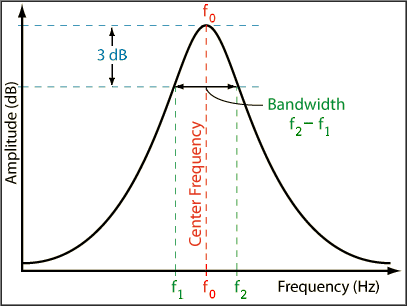 f₀
3 dB
Amplitude (dB)
Bandwidth
f₂ – f₁
Center Frequency
f₁
f₀
f₂
Frequency (Hz)